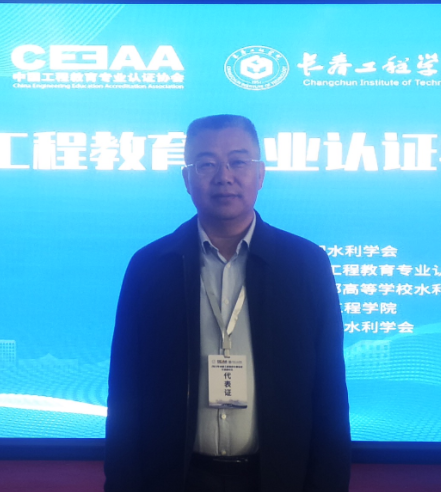 CEEAA
中国工程教育专业认证协会
China Engineering Education Accreditation Association
长春工程学
Changchun Institute of Techn
工程教育 业认证
水利学会
工程教育专业认
高等学校水利
程学院
水利学会
代表证